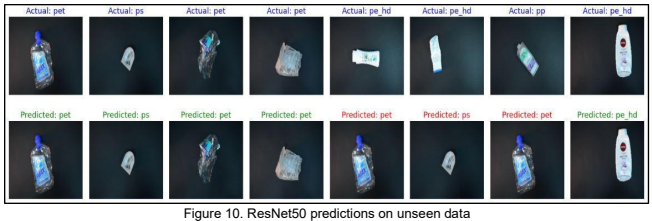 Actual: pet Actual: ps Actual: pet Actual: pet Actual: pe_hd Actual: pe_hd Actual: pp Actual: pe_hd
Predicted: pet Predicted: ps Predicted: pet Predicted: pet Predicted: pet Predicted: ps Predicted: pet Predicted: pe_hd
Figure 10. ResNet50 predictions on unseen data